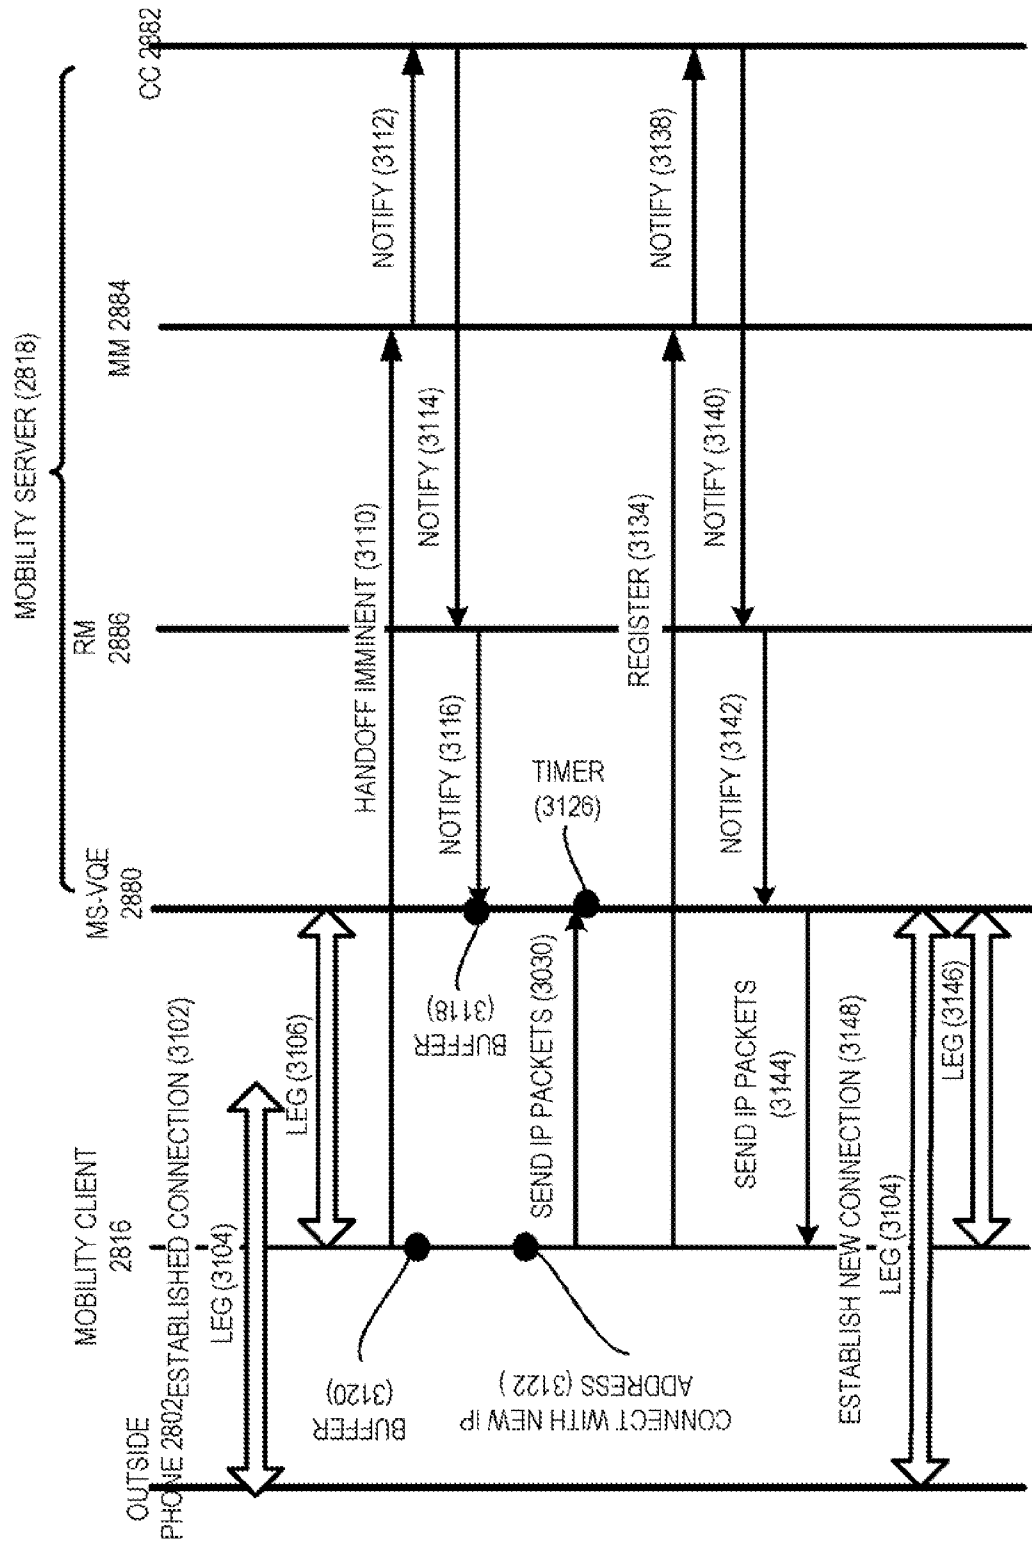 MOBILITY SERVER (2818)
OUTSIDE
PHONE 2802
MOBILITY CLIENT
2816
MS-VQE
2880
RM
2886
MM 2884
CC 2882
ESTABLISHED CONNECTION (3102)
LEG (3104)
LEG (3106)
HANDOFF IMMINENT (3110)
NOTIFY (3112)
BUFFER
(3120)
NOTIFY (3114)
NOTIFY (3116)
BUFFER
(3118)
CONNECT WITH NEW IP
ADDRESS (3122 )
SEND IP PACKETS (3030)
TIMER
(3126)
REGISTER (3134)
NOTIFY (3138)
NOTIFY (3140)
NOTIFY (3142)
SEND IP PACKETS
(3144)
ESTABLISH NEW CONNECTION (3148)
LEG (3104)
LEG (3146)